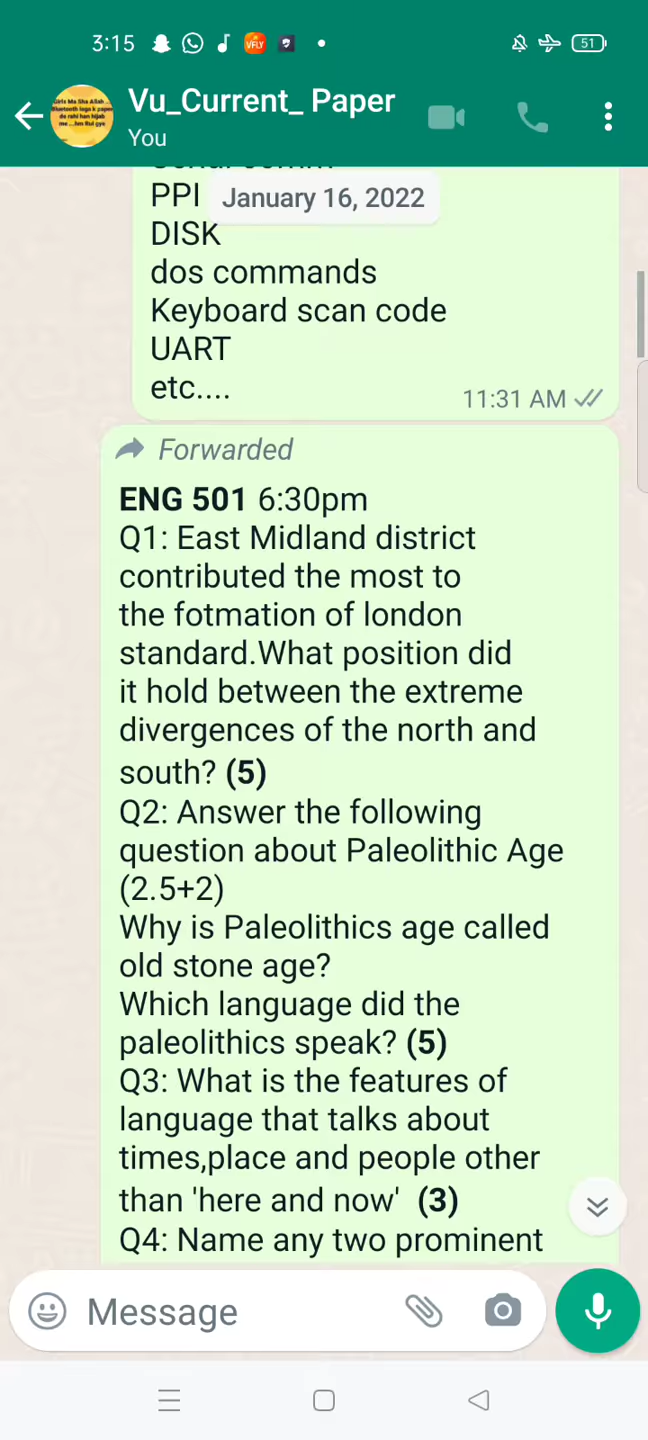 3:15
VFLY
51
Vu_Current_ Paper
You
January 16, 2022
PPI
DISK
dos commands
Keyboard scan code
UART
etc....
11:31 AM
Forwarded
ENG 501 6:30pm
Q1: East Midland district
contributed the most to
the fotmation of london
standard.What position did
it hold between the extreme
divergences of the north and
south? (5)
Q2: Answer the following
question about Paleolithic Age
(2.5+2)
Why is Paleolithics age called
old stone age?
Which language did the
paleolithics speak? (5)
Q3: What is the features of
language that talks about
times,place and people other
than 'here and now' (3)
Q4: Name any two prominent
Message